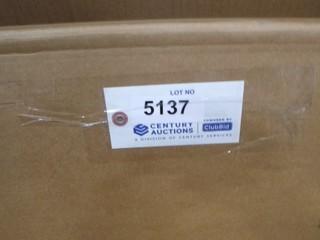 LOT NO
5137
CENTURY AUCTIONS
POWERED BY
ClubBid
A DIVISION OF CENTURY SERVICES